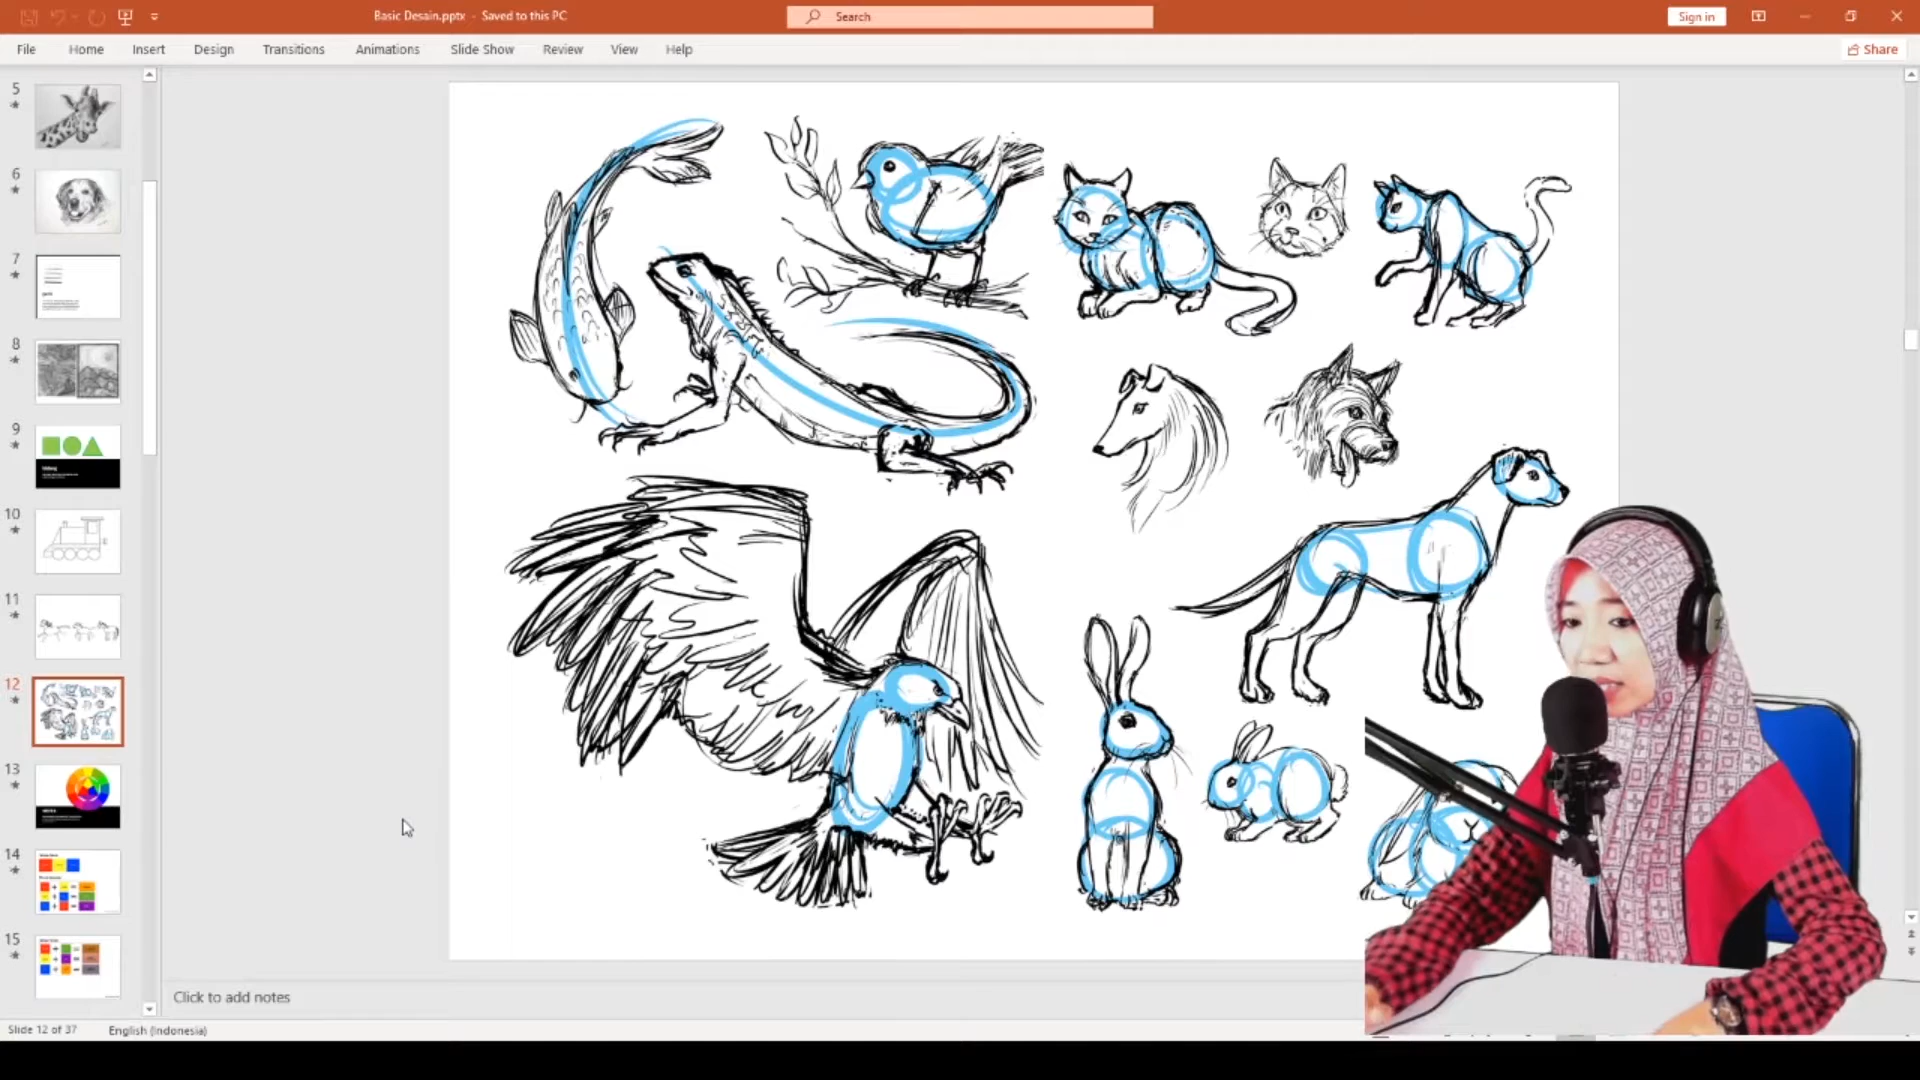 Basic Desain.pptx - Saved to this PC
Search
Sign in
File Home Insert Design Transitions Animations Slide Show Review View Help
Share
5
6
7
8
9
10
11
12
13
14
15
Click to add notes
Slide 12 of 37 English (Indonesia)